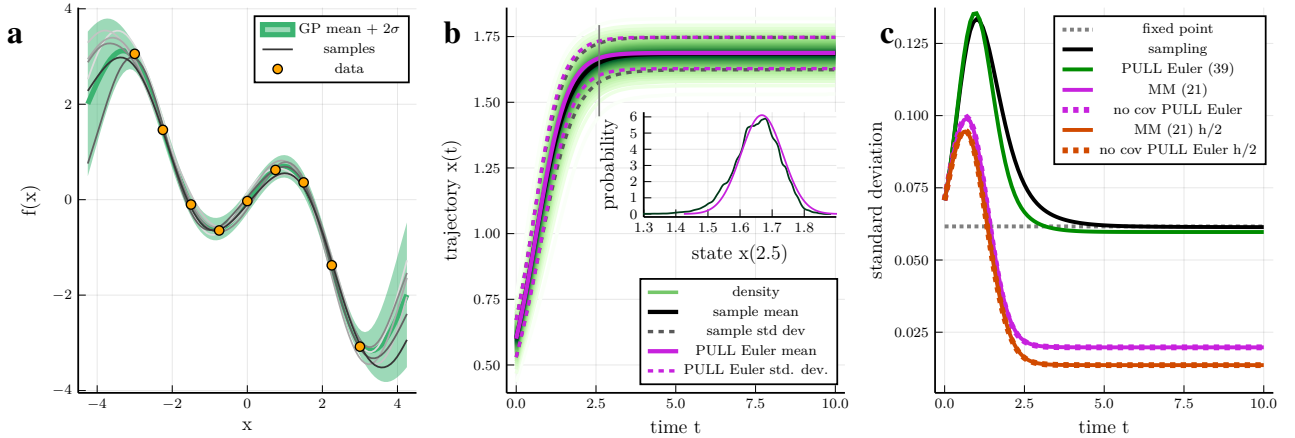 a
4
2
0
−2
−4
−4
−2
0
2
4
f(x)
x
GP mean + 2σ
samples
data
b
1.75
1.50
1.25
1.00
0.75
0.50
0.0
2.5
5.0
7.5
10.0
trajectory x(t)
time t
6
5
4
3
2
1
0
1.3
1.4
1.5
1.6
1.7
1.8
probability
state x(2.5)
density
sample mean
sample std dev
PULL Euler mean
PULL Euler std. dev.
c
0.125
0.100
0.075
0.050
0.025
0.0
2.5
5.0
7.5
10.0
standard deviation
time t
fixed point
sampling
PULL Euler (39)
MM (21)
no cov PULL Euler
MM (21) h/2
no cov PULL Euler h/2